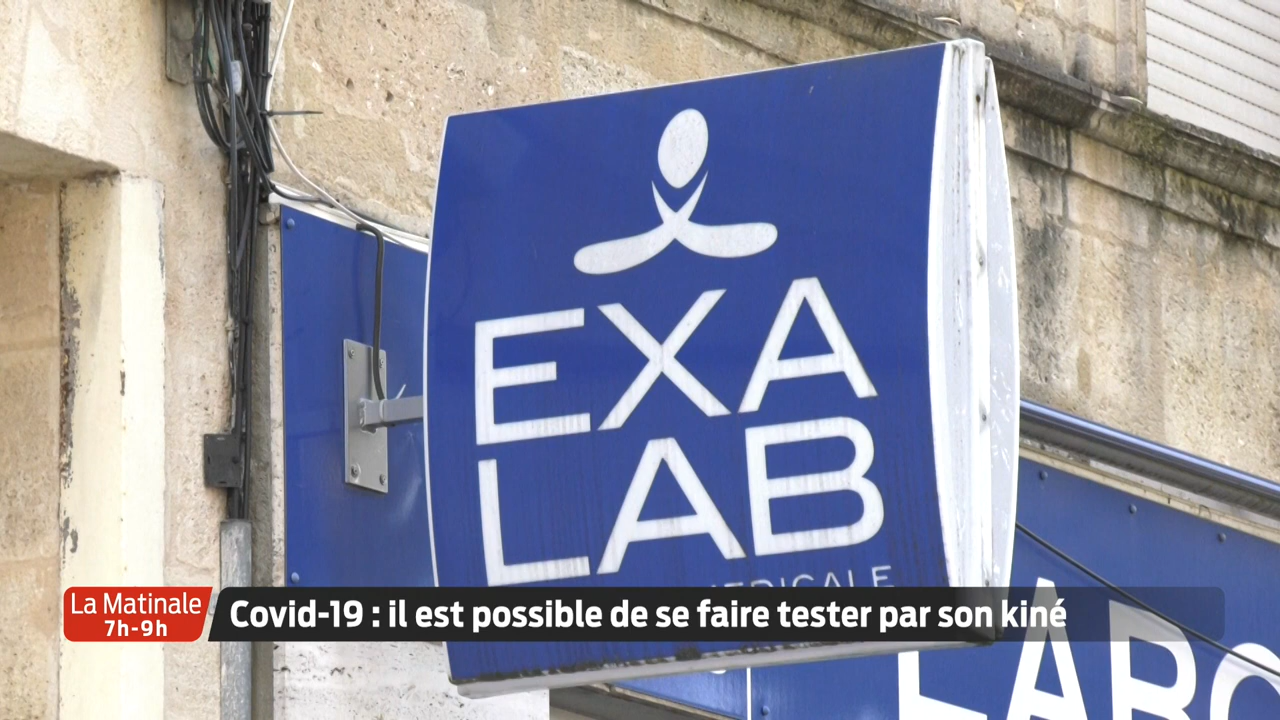 EXA
LAB
La Matinale
7h-9h
Covid-19 : il est possible de se faire tester par son kiné